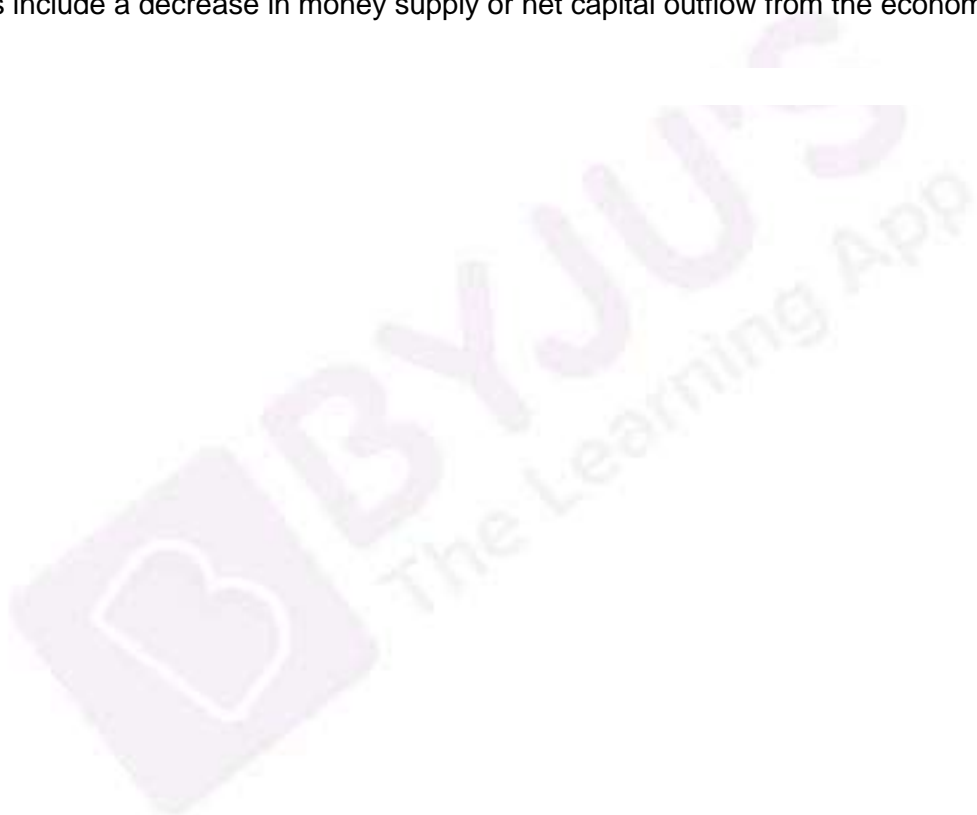 s include a decrease in money supply or net capital outflow from the econom
BYJU'S
The Learning App